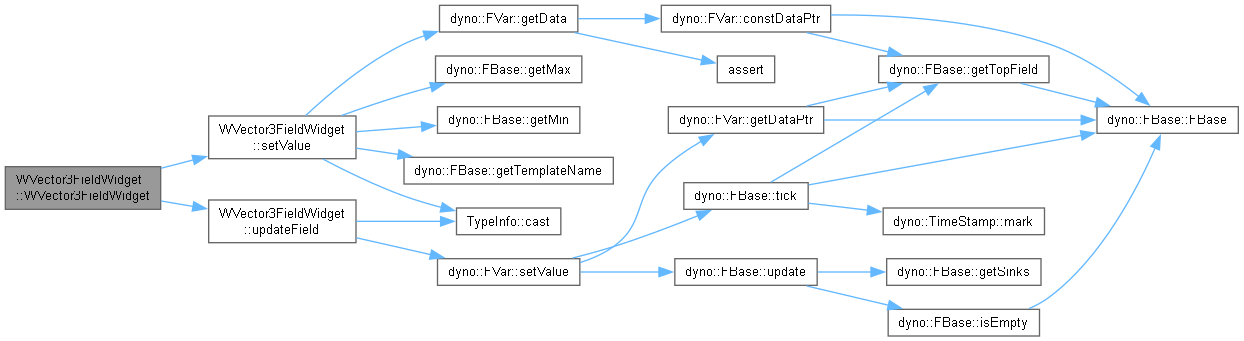 WVector3FieldWidget
::WVector3FieldWidget
WVector3FieldWidget
::setValue
WVector3FieldWidget
::updateField
dyno::FVar::getData
dyno::FBase::getMax
dyno::FBase::getMin
dyno::FBase::getTemplateName
TypeInfo::cast
dyno::FVar::setValue
dyno::FVar::constDataPtr
assert
dyno::FVar::getDataPtr
dyno::FBase::tick
dyno::FBase::update
dyno::FBase::getTopField
dyno::TimeStamp::mark
dyno::FBase::getSinks
dyno::FBase::isEmpty
dyno::FBase::FBase